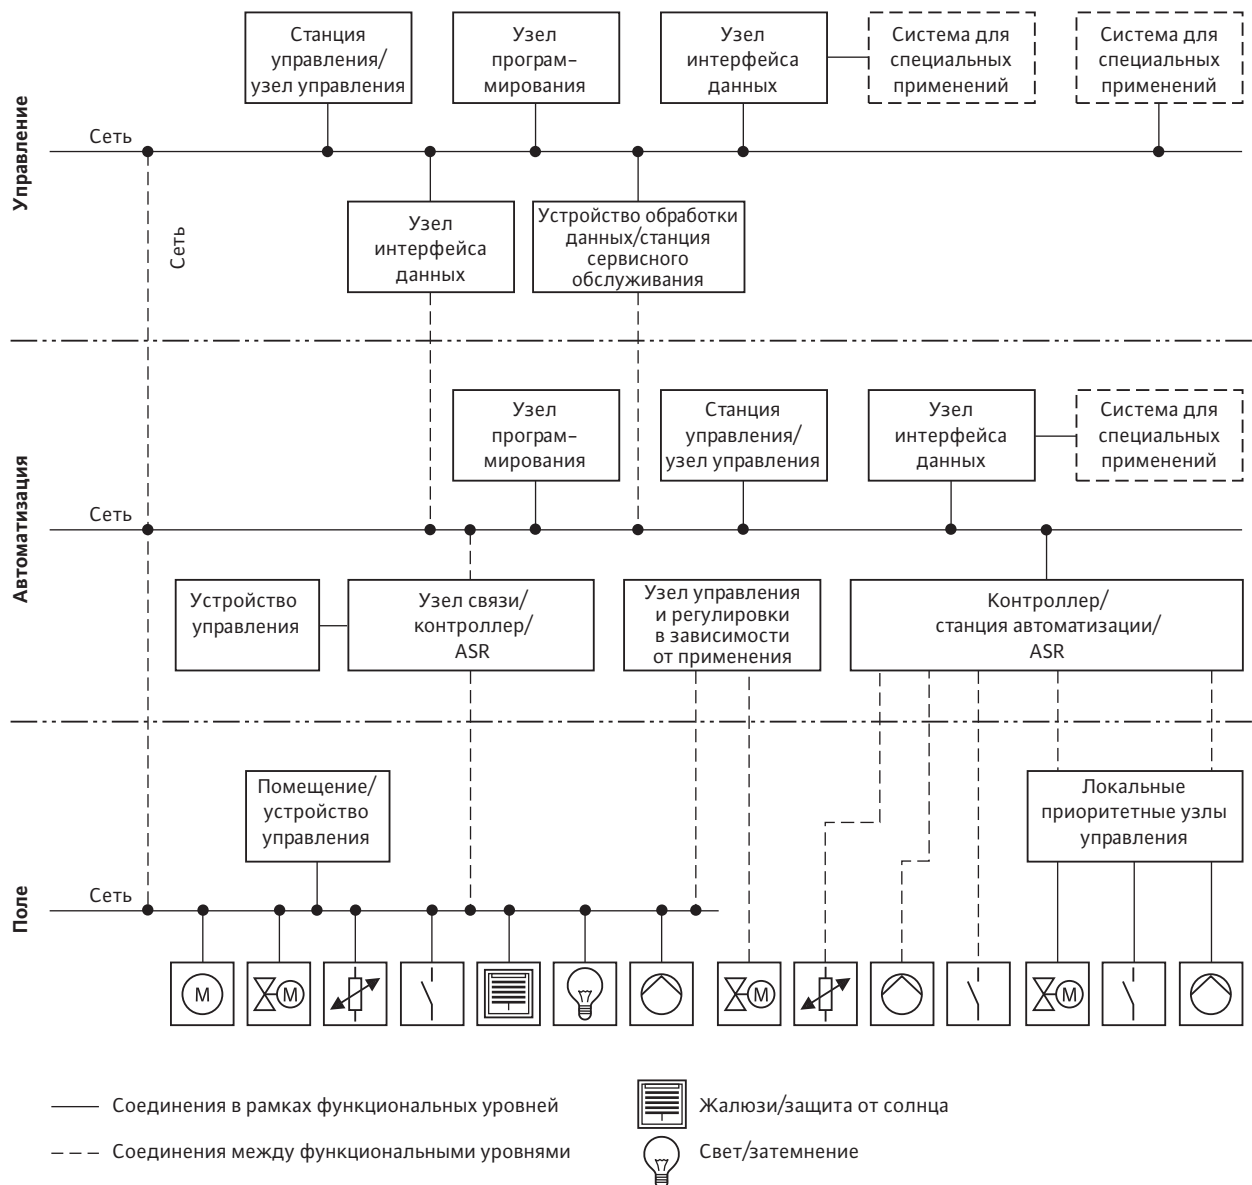 Управление
Станция
управления/
узел управления
Узел
програм-
мирования
Узел
интерфейса
данных
Система для
специальных
применений
Система для
специальных
применений
Сеть
Сеть
Узел
интерфейса
данных
Устройство обработки
данных/станция
сервисного
обслуживания
Автоматизация
Узел
програм-
мирования
Станция
управления/
узел управления
Узел
интерфейса
данных
Система для
специальных
применений
Сеть
Устройство
управления
Узел связи/
контроллер/
ASR
Узел управления
и регулировки
в зависимости
от применения
Контроллер/
станция автоматизации/
ASR
Поле
Помещение/
устройство
управления
Локальные
приоритетные узлы
управления
Сеть
M
M
M
M
Соединения в рамках функциональных уровней
Соединения между функциональными уровнями
Жалюзи/защита от солнца
Свет/затемнение